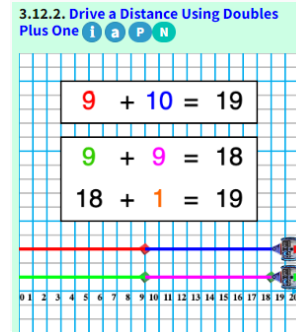 3.12.2. Drive a Distance Using Doubles
Plus One i a P N
9 + 10 = 19
9 + 9 = 18
18 + 1 = 19
0 1 2 3 4 5 6 7 8 9 10 11 12 13 14 15 16 17 18 19 20